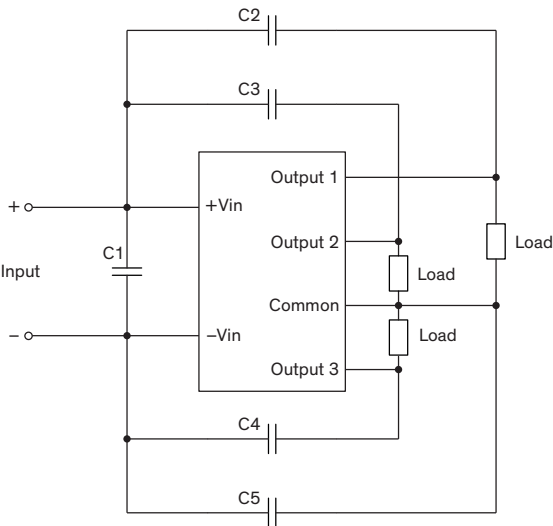 C2
C3
Output 1
+
+Vin
Output 2
Load
C1
Input
Load
Common
-
–Vin
Load
Output 3
C4
C5